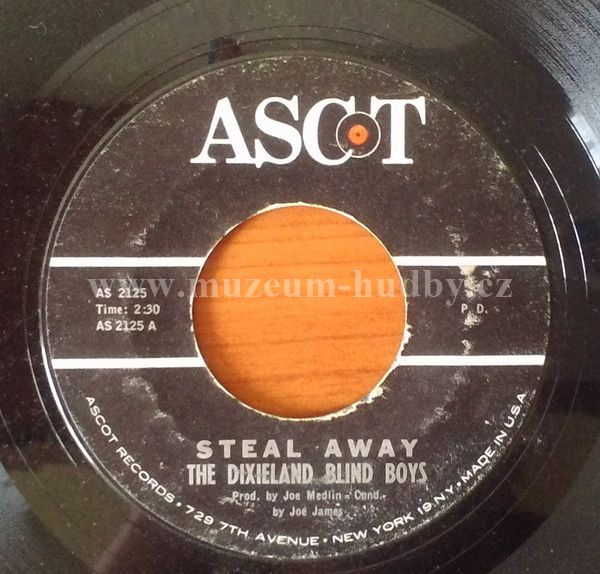 ASCOT
www.muzeum-hudby.cz
AS 2125
Time: 2:30
AS 2125 A
P. D.
STEAL AWAY
THE DIXIELAND BLIND BOYS
Prod. by Joe Medlin - Cond.
by Joe James
ASCOT RECORDS • 729 7TH. AVENUE • NEW YORK 19 N.Y. • MADE IN U.S.A.